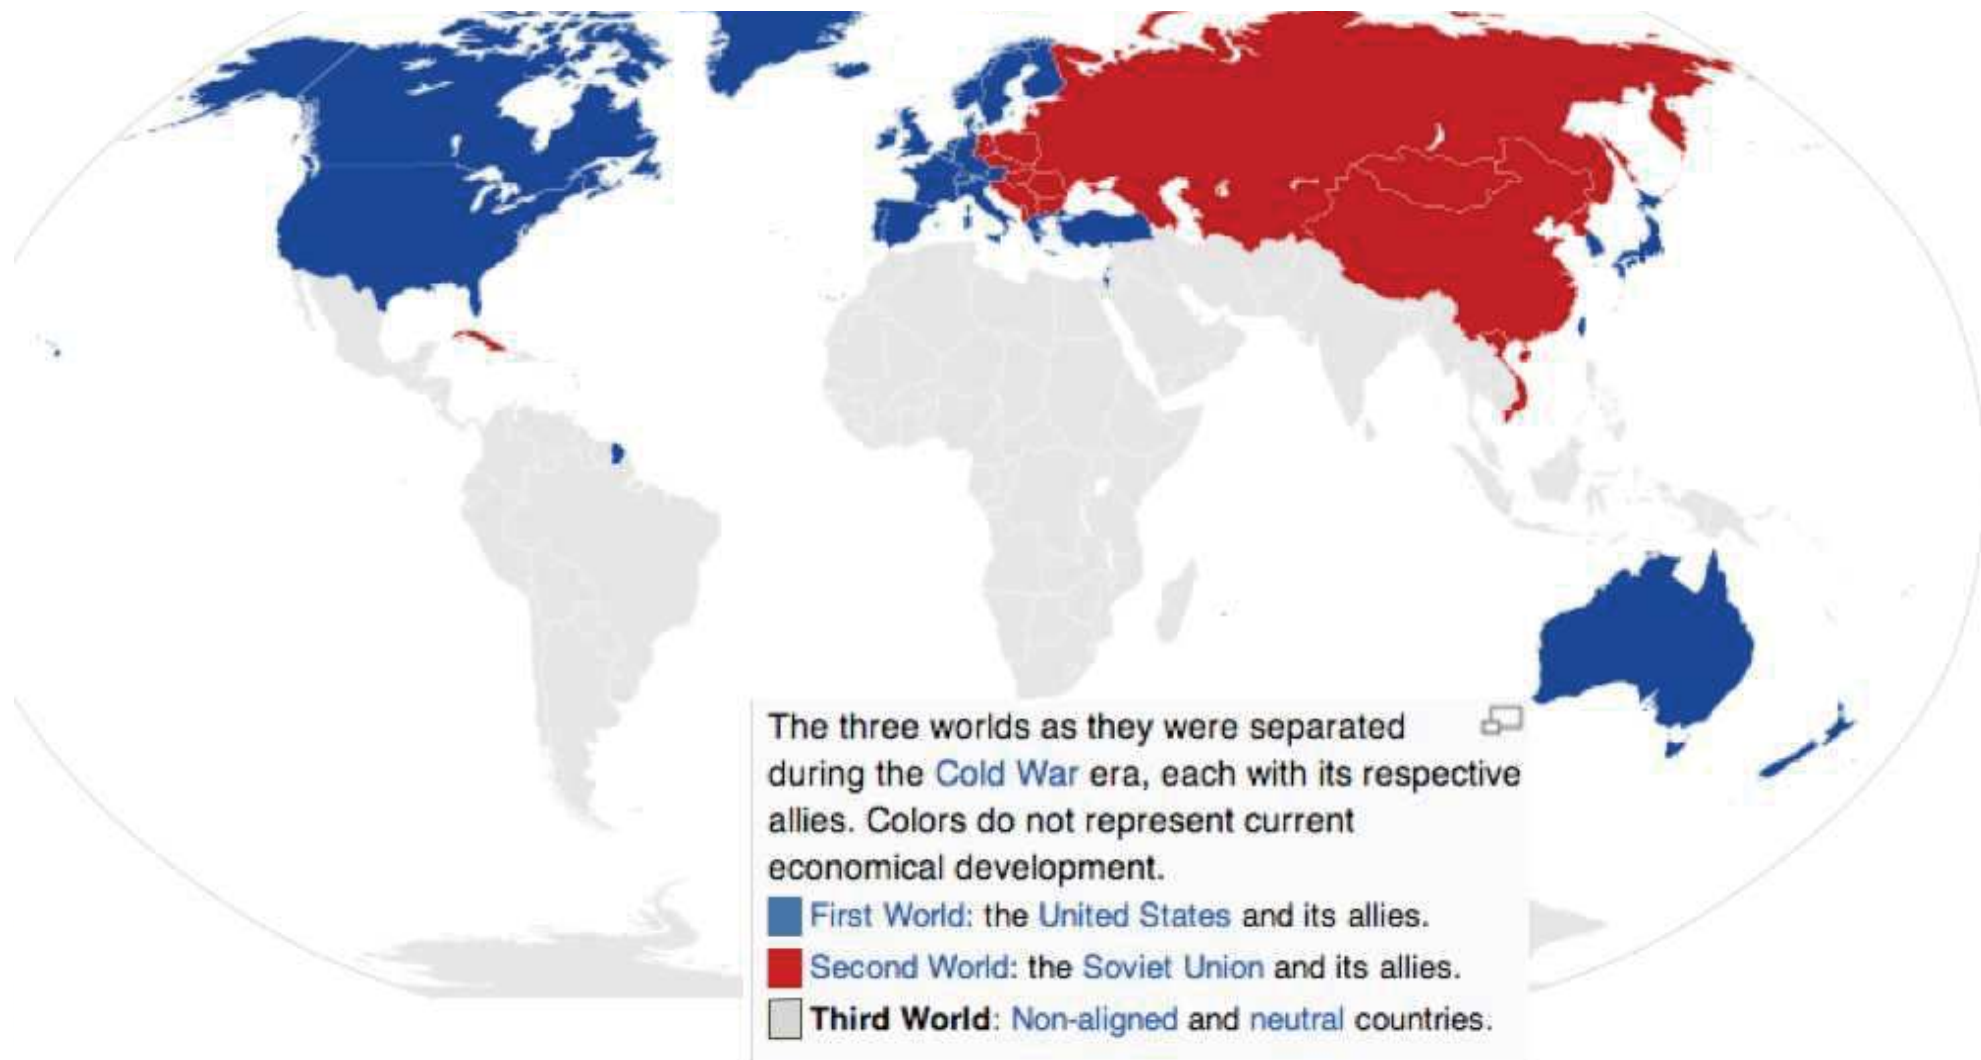 The three worlds as they were separated
during the Cold War era, each with its respective
allies. Colors do not represent current
economical development.
First World: the United States and its allies.
Second World: the Soviet Union and its allies.
Third World: Non-aligned and neutral countries.